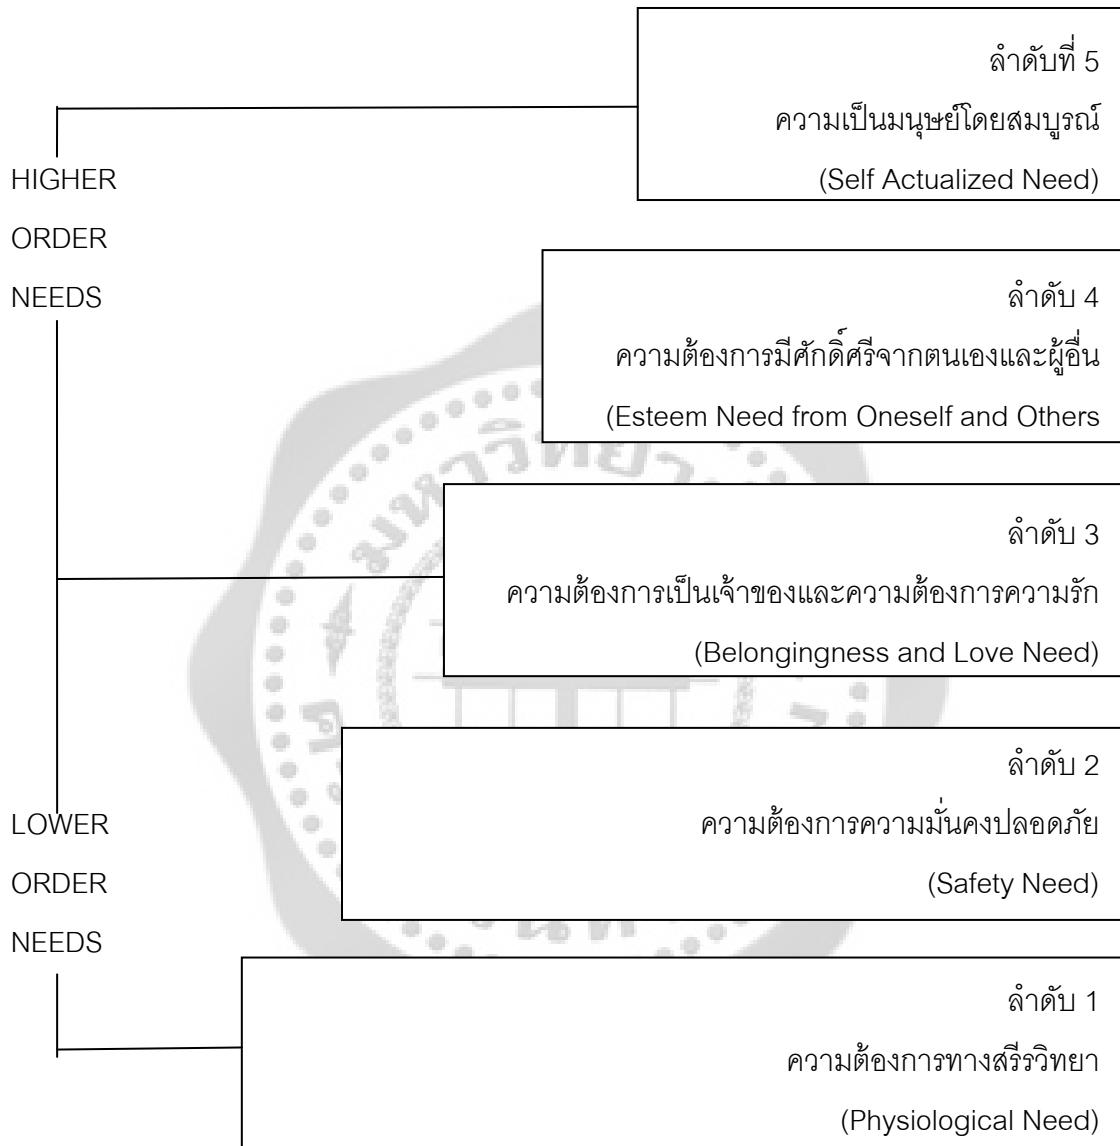 ลำดับที่ 5
ความเป็นมนุษย์โดยสมบูรณ์
(Self Actualized Need)
HIGHER
ORDER
NEEDS
ลำดับ 4
ความต้องการมีศักดิ์ศรีจากตนเองและผู้อื่น
(Esteem Need from Oneself and Others
ลำดับ 3
ความต้องการเป็นเจ้าของและความต้องการความรัก
(Belongingness and Love Need)
ลำดับ 2
ความต้องการความมั่นคงปลอดภัย
(Safety Need)
LOWER
ORDER
NEEDS
ลำดับ 1
ความต้องการทางสรีรวิทยา
(Physiological Need)